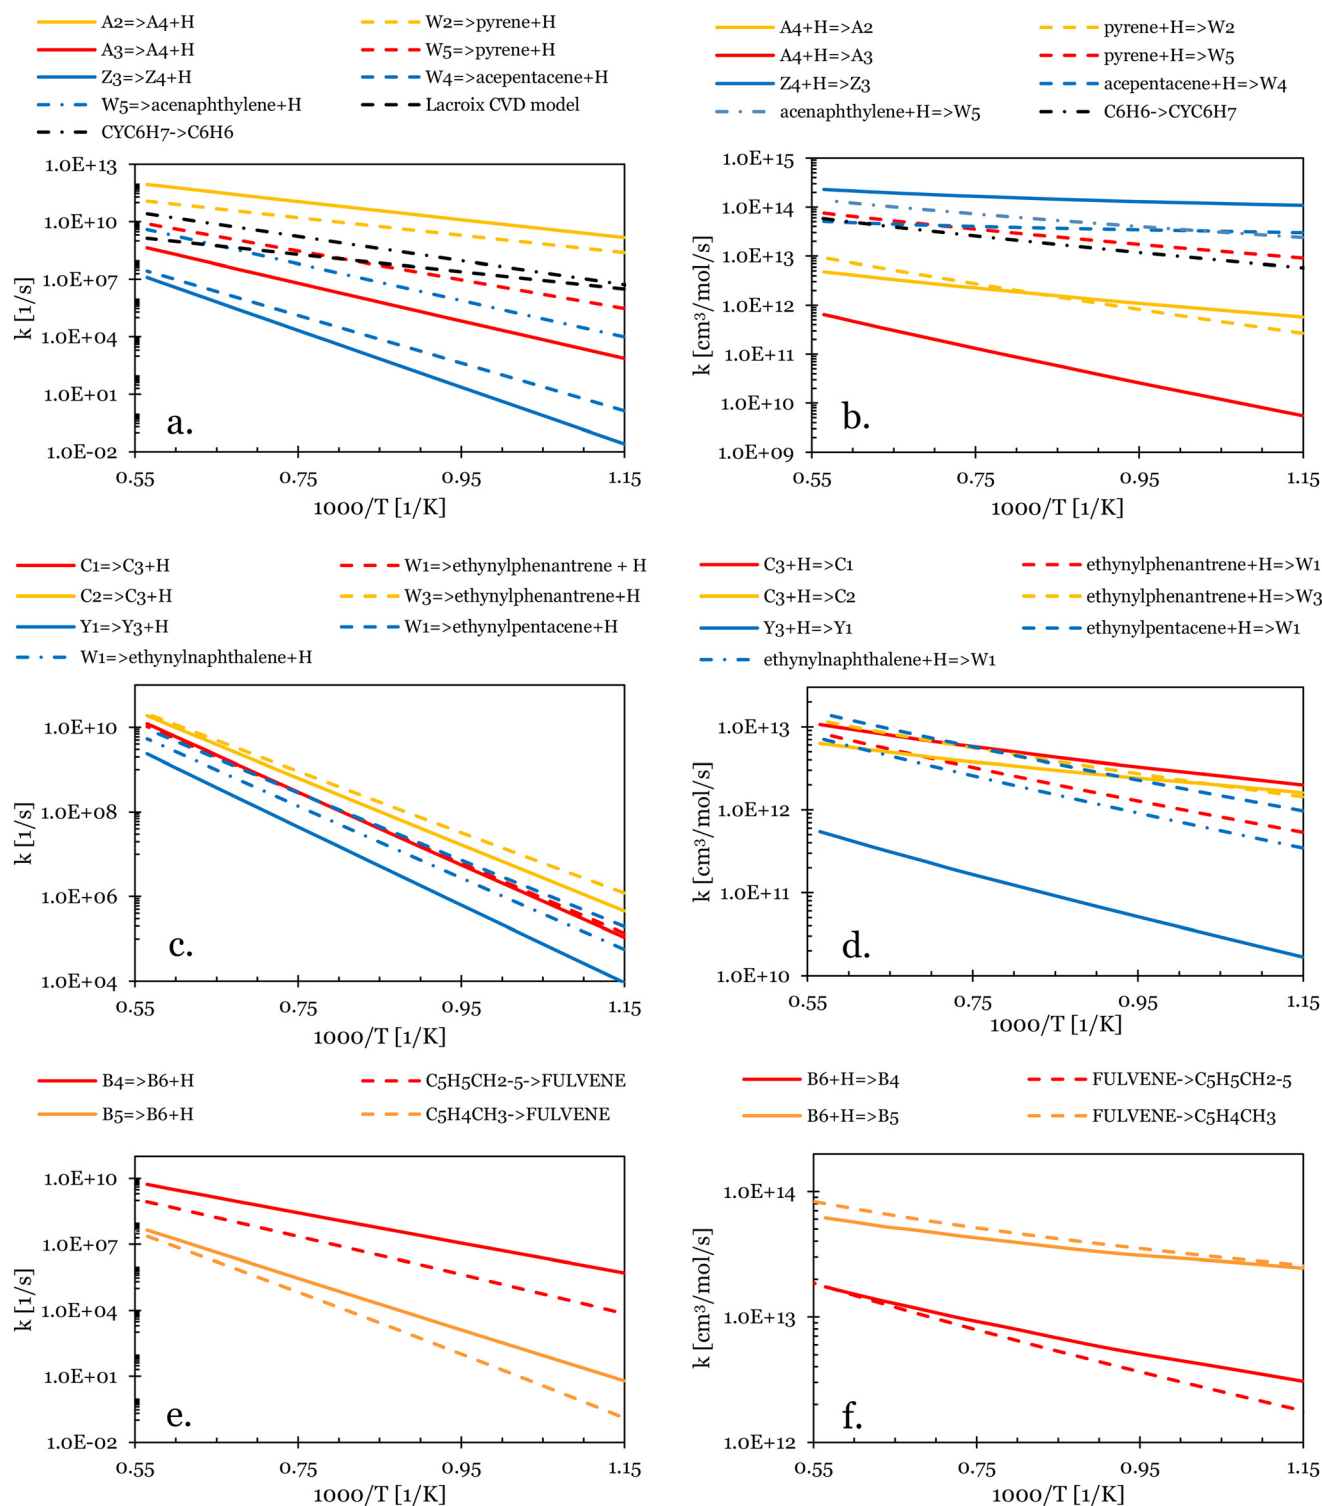 A2=>A4+H
W2=>pyrene+H
A3=>A4+H
W5=>pyrene+H
Z3=>Z4+H
W4=>acepentacene+H
W5=>acenaphthylene+H
Lacroix CVD model
CYC6H7->C6H6
1.0E+13
1.0E+10
1.0E+07
1.0E+04
1.0E+01
1.0E-02
k [1/s]
a.
0.55
0.75
0.95
1.15
1000/T [1/K]
A4+H=>A2
pyrene+H=>W2
A4+H=>A3
pyrene+H=>W5
Z4+H=>Z3
acepentacene+H=>W4
acenaphthylene+H=>W5
C6H6->CYC6H7
1.0E+15
1.0E+14
1.0E+13
1.0E+12
1.0E+11
1.0E+10
1.0E+09
k [cm³/mol/s]
b.
0.55
0.75
0.95
1.15
1000/T [1/K]
C1=>C3+H
W1=>ethynylphenantrene + H
C2=>C3+H
W3=>ethynylphenantrene+H
Y1=>Y3+H
W1=>ethynylpentacene+H
W1=>ethynylnaphthalene+H
1.0E+10
1.0E+08
1.0E+06
1.0E+04
k [1/s]
c.
0.55
0.75
0.95
1.15
1000/T [1/K]
C3+H=>C1
ethynylphenantrene+H=>W1
C3+H=>C2
ethynylphenantrene+H=>W3
Y3+H=>Y1
ethynylpentacene+H=>W1
ethynylnaphthalene+H=>W1
1.0E+13
1.0E+12
1.0E+11
1.0E+10
k [cm³/mol/s]
d.
0.55
0.75
0.95
1.15
1000/T [1/K]
B4=>B6+H
C5H5CH2-5->FULVENE
B5=>B6+H
C5H4CH3->FULVENE
1.0E+10
1.0E+07
1.0E+04
1.0E+01
1.0E-02
k [1/s]
e.
0.55
0.75
0.95
1.15
1000/T [1/K]
B6+H=>B4
FULVENE->C5H5CH2-5
B6+H=>B5
FULVENE->C5H4CH3
1.0E+14
1.0E+13
1.0E+12
k [cm³/mol/s]
f.
0.55
0.75
0.95
1.15
1000/T [1/K]